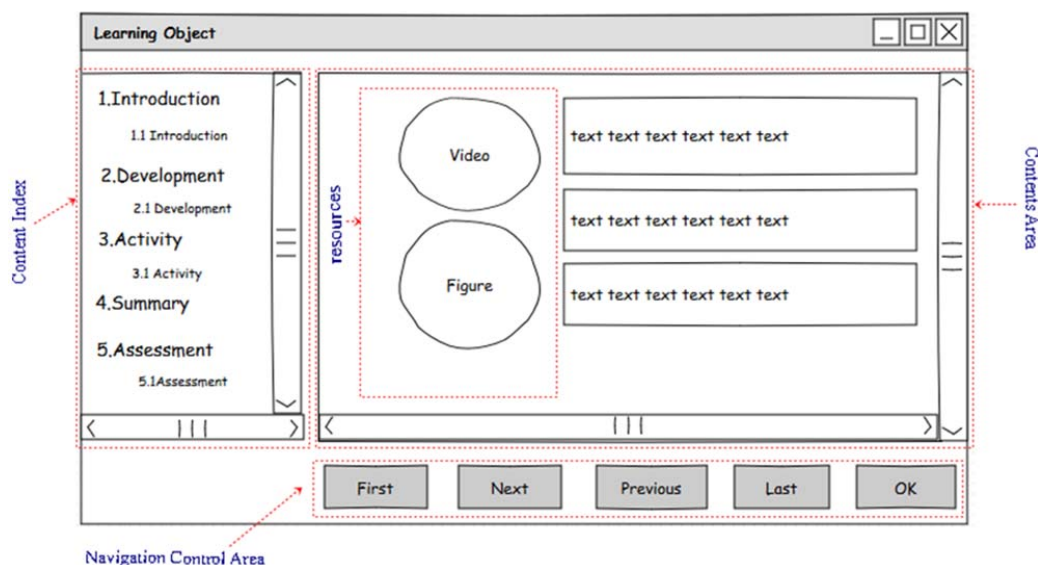 Learning Object
1.Introduction
1.1 Introduction
2.Development
2.1 Development
3.Activity
3.1 Activity
4.Summary
5.Assessment
5.1Assessment
Content Index
resources
Video
Figure
text text text text text text
text text text text text text
text text text text text text
Contents Area
First
Next
Previous
Last
OK
Navigation Control Area